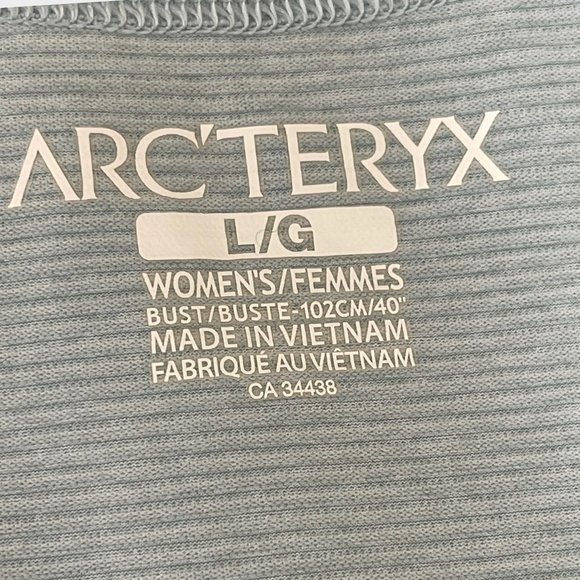 ARC'TERYX
L/G
WOMEN'S/FEMMES
BUST/BUSTE-102CM/40"
MADE IN VIETNAM
FABRIQUÉ AU VIÊTNAM
CA 34438